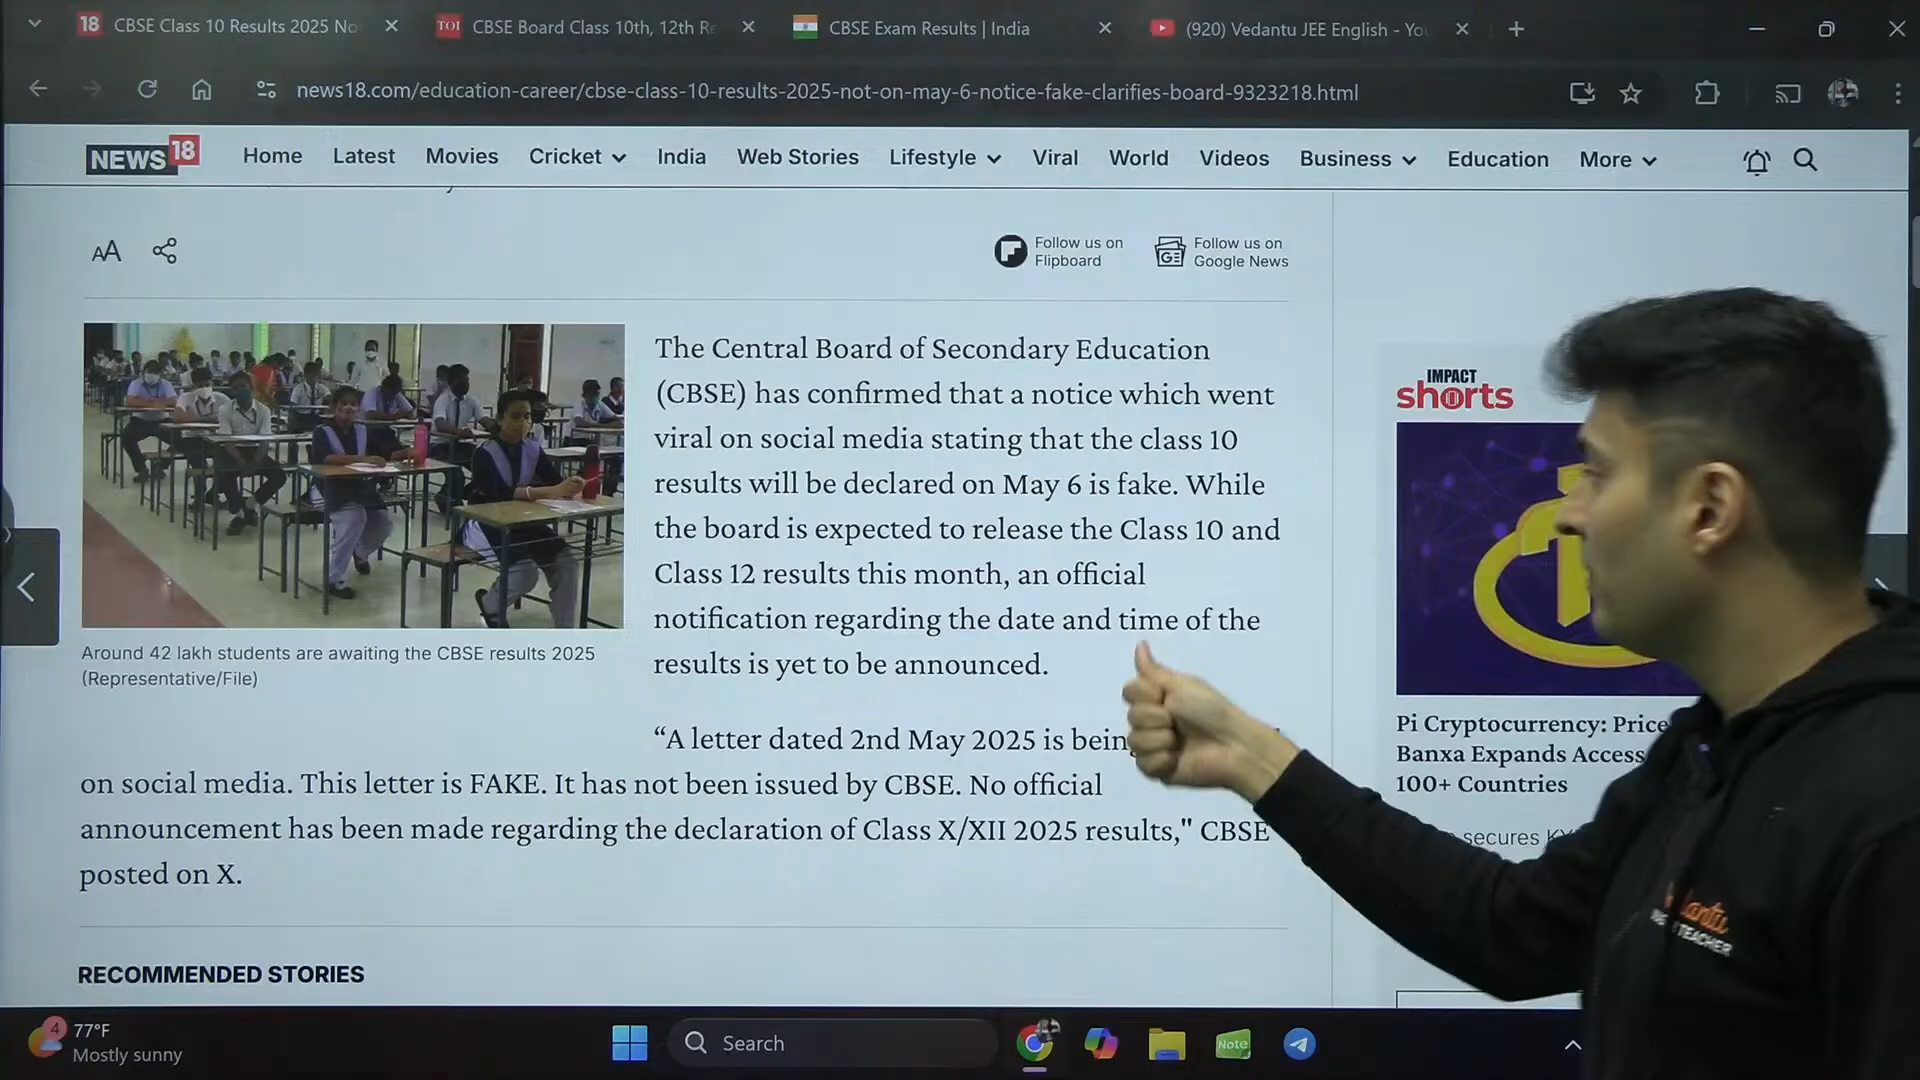 CBSE Class 10 Results 2025 No
TOI CBSE Board Class 10th, 12th Re
CBSE Exam Results | India
(920) Vedantu JEE English - You
news18.com/education-career/cbse-class-10-results-2025-not-on-may-6-notice-fake-clarifies-board-9323218.html
NEWS 18 Home Latest Movies Cricket India Web Stories Lifestyle Viral World Videos Business Education More
AA
Follow us on
Flipboard
Follow us on
Google News
The Central Board of Secondary Education
(CBSE) has confirmed that a notice which went
viral on social media stating that the class 10
results will be declared on May 6 is fake. While
the board is expected to release the Class 10 and
Class 12 results this month, an official
notification regarding the date and time of the
results is yet to be announced.
Around 42 lakh students are awaiting the CBSE results 2025
(Representative/File)
“A letter dated 2nd May 2025 is being
on social media. This letter is FAKE. It has not been issued by CBSE. No official
announcement has been made regarding the declaration of Class X/XII 2025 results," CBSE
posted on X.
RECOMMENDED STORIES
IMPACT
shorts
Pi Cryptocurrency: Price
Banxa Expands Access
100+ Countries
secures
Vedantu
TEACHER
4
77°F
Mostly sunny
Search
Note